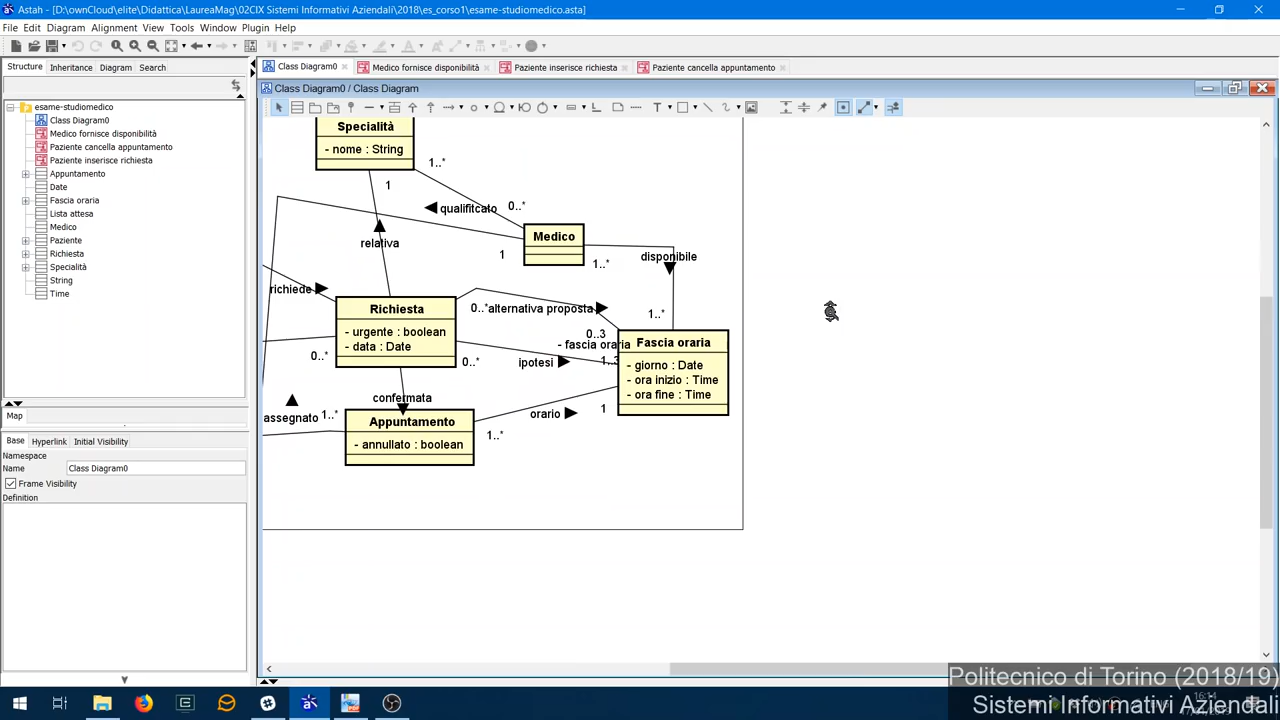 Astah - [D:\ownCloud\elite\Didattica\LaureaMag\02CIX Sistemi Informativi Aziendali\2018\es_corso1\esame-studiomedico.asta]
File Edit Diagram Alignment View Tools Window Plugin Help
Structure Inheritance Diagram Search
Class Diagram0 Medico fornisce disponibilità Paziente inserisce richiesta Paziente cancella appuntamento
Class Diagram0 / Class Diagram
esame-studiomedico
Class Diagram0
Medico fornisce disponibilità
Paziente cancella appuntamento
Paziente inserisce richiesta
Appuntamento
Date
Fascia oraria
Lista attesa
Medico
Paziente
Richiesta
Specialità
String
Time
Map
Base Hyperlink Initial Visibility
Namespace
Name Class Diagram0
Frame Visibility
Definition
Specialità
- nome : String
1..*
1
qualifitcato 0..*
Medico
relativa
1
1..*
disponibile
richiede
Richiesta
- urgente : boolean
- data : Date
0..*
0..* alternativa proposta
1..*
0..3
- fascia oraria
0..*
ipotesi
1..3
Fascia oraria
- giorno : Date
- ora inizio : Time
- ora fine : Time
confermata
assegnato 1..*
Appuntamento
- annullato : boolean
orario
1
1..*
Politecnico di Torino (2018/19)
Sistemi Informativi Aziendali
16:14